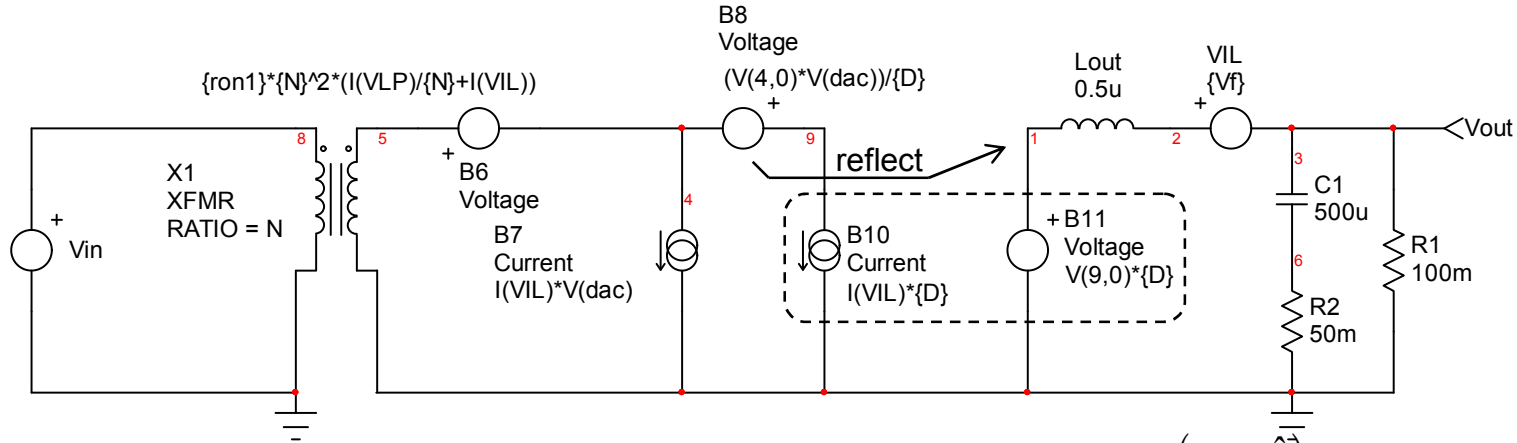 B8
Voltage
(V(4,0)*V(dac))/{D}
{ron1}*{N}^2*(I(VLP)/{N}+I(VIL))
Lout
0.5u
VIL
{Vf}
+
+
8
5
9
1
2
Vout
reflect
3
X1
XFMR
RATIO = N
+
B6
Voltage
C1
500u
4
+
Vin
B7
Current
I(VIL)*V(dac)
B10
Current
I(VIL)*{D}
+
B11
Voltage
V(9,0)*{D}
R1
100m
6
R2
50m